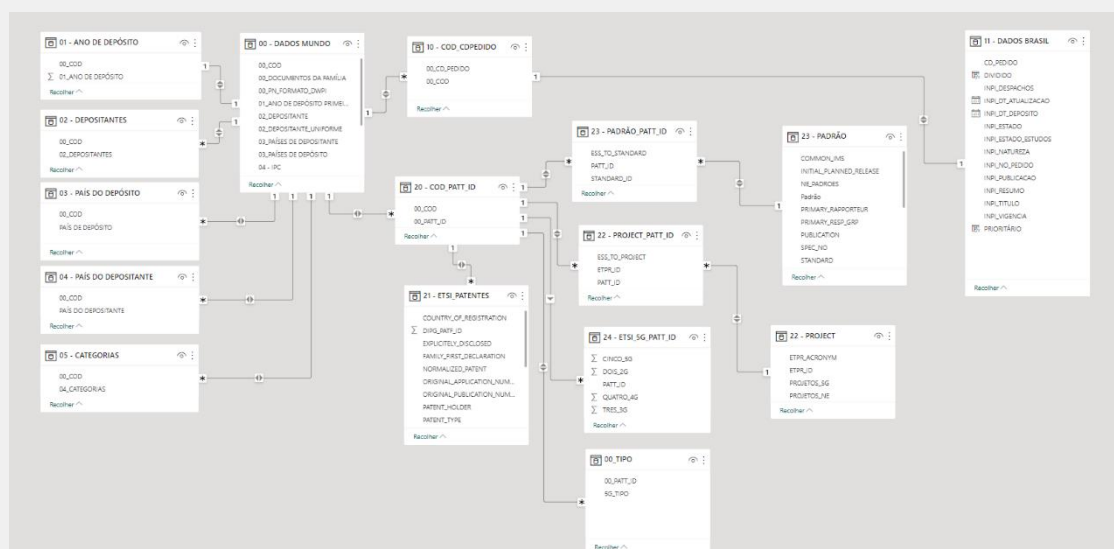 01 - ANO DE DEPÓSITO
00_COD
01_ANO DE DEPÓSITO
Recolher
02 - DEPOSITANTES
00_COD
02_DEPOSITANTES
Recolher
03 - PAÍS DO DEPÓSITO
00_COD
PAÍS DE DEPÓSITO
Recolher
04 - PAÍS DO DEPOSITANTE
00_COD
PAÍS DO DEPOSITANTE
Recolher
05 - CATEGORIAS
00_COD
04_CATEGORIAS
Recolher
00 - DADOS MUNDO
00_COD
00_DOCUMENTOS DA FAMÍLIA
00_PN_FORMATO_DWPI
01_ANO DE DEPÓSITO PRIMEI...
02_DEPOSITANTE
02_DEPOSITANTE_UNIFORME
03_PAÍSES DE DEPOSITANTE
03_PAÍSES DE DEPÓSITO
04 - IPC
Recolher
10 - COD_CDPEDIDO
00_CD_PEDIDO
00_COD
Recolher
20 - COD_PATT_ID
00_COD
00_PATT_ID
Recolher
21 - ETSI_PATENTES
COUNTRY_OF_REGISTRATION
DIPG_PATF_ID
EXPLICITELY_DISCLOSED
FAMILY_FIRST_DECLARATION
NORMALIZED_PATENT
ORIGINAL_APPLICATION_NUM...
ORIGINAL_PUBLICATION_NUM...
PATENT_HOLDER
PATENT_TYPE
Recolher
23 - PADRÃO_PATT_ID
ESS_TO_STANDARD
PATT_ID
STANDARD_ID
Recolher
22 - PROJECT_PATT_ID
ESS_TO_PROJECT
ETPR_ID
PATT_ID
Recolher
24 - ETSI_5G_PATT_ID
CINCO_5G
DOIS_2G
PATT_ID
QUATRO_4G
TRES_3G
Recolher
00_TIPO
00_PATT_ID
5G_TIPO
Recolher
23 - PADRÃO
COMMON_IMS
INITIAL_PLANNED_RELEASE
NE_PADROES
Padrão
PRIMARY_RAPPORTEUR
PRIMARY_RESP_GRP
PUBLICATION
SPEC_NO
STANDARD
Recolher
22 - PROJECT
ETPR_ACRONYM
ETPR_ID
PROJETOS_5G
PROJETOS_NE
Recolher
11 - DADOS BRASIL
CD_PEDIDO
DIVIDIDO
INPI_DESPACHOS
INPI_DT_ATUALIZACAO
INPI_DT_DEPOSITO
INPI_ESTADO
INPI_ESTADO_ESTUDOS
INPI_NATUREZA
INPI_NO_PEDIDO
INPI_PUBLICACAO
INPI_RESUMO
INPI_TITULO
INPI_VIGENCIA
PRIORITÁRIO
Recolher